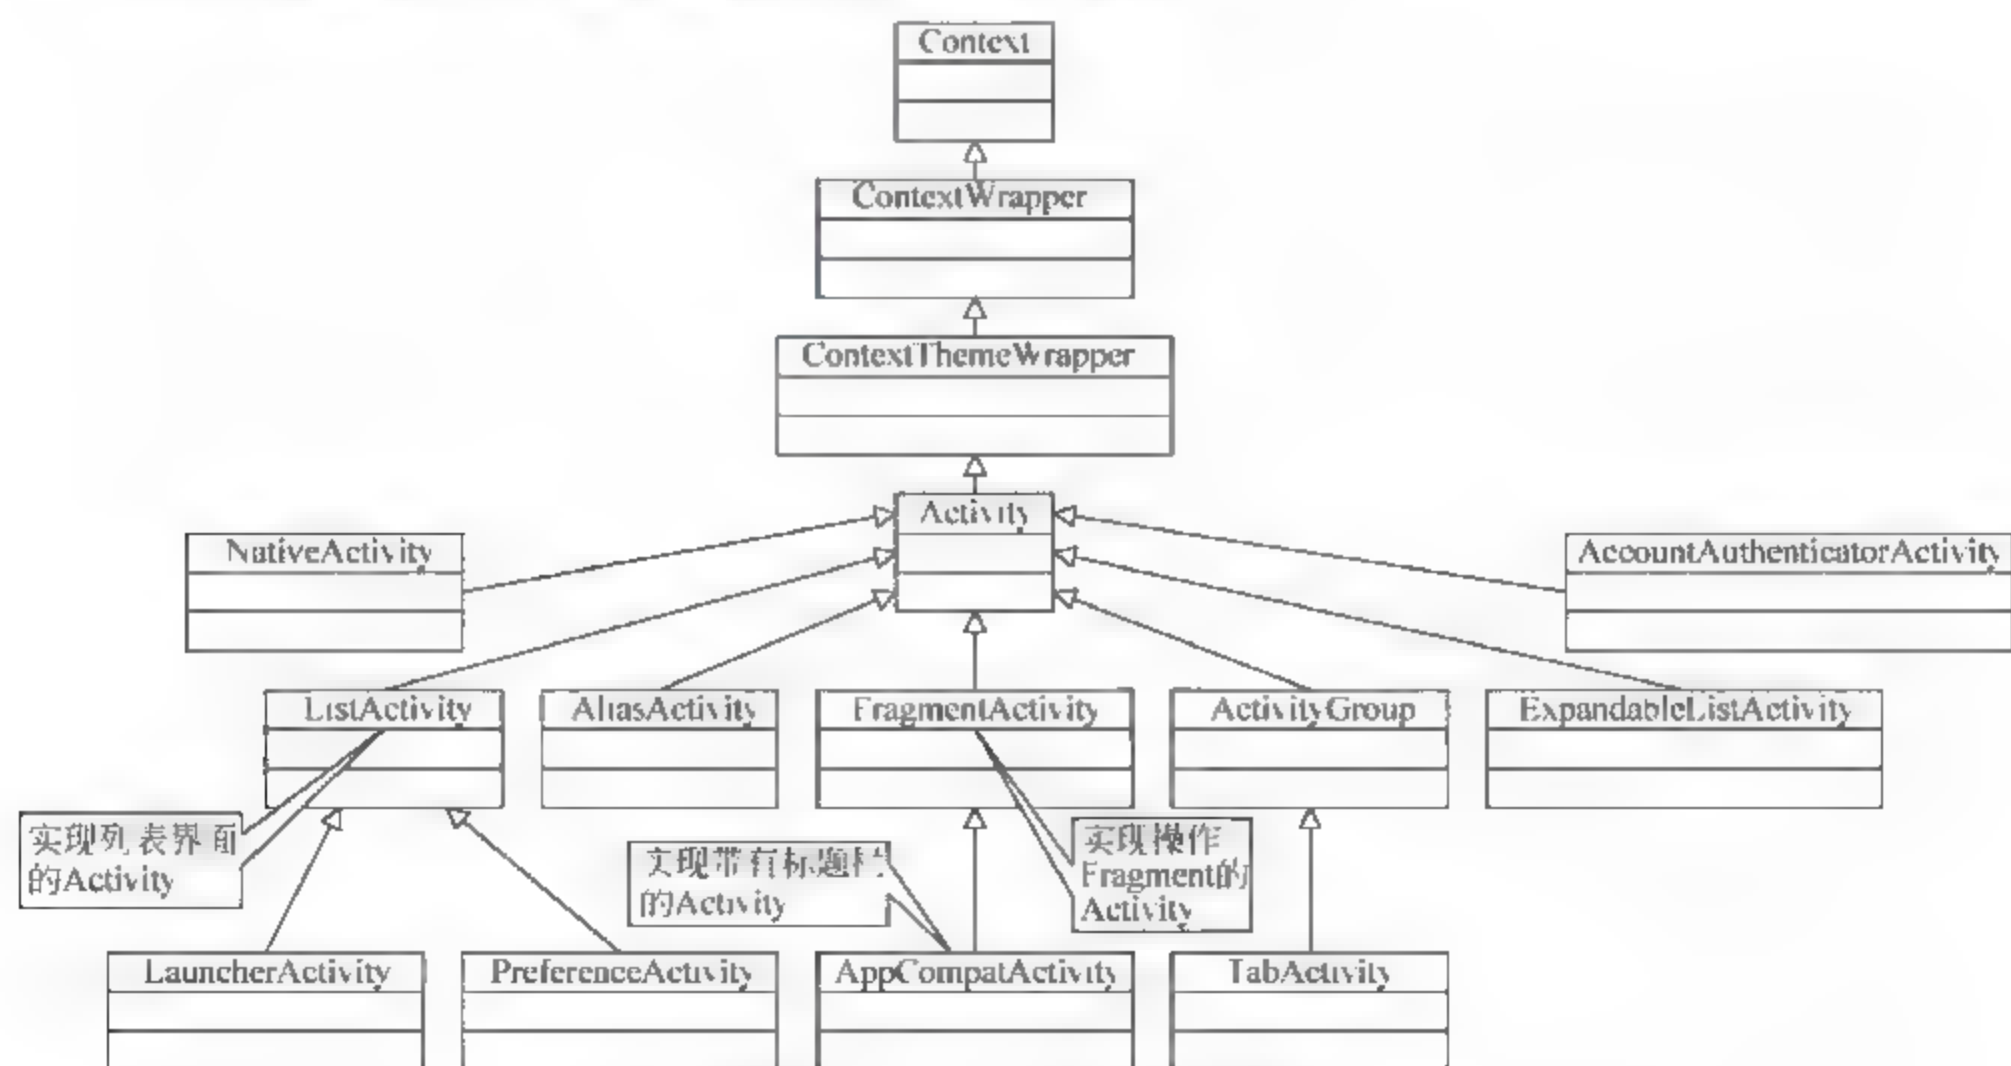 Context
ContextWrapper
ContextThemeWrapper
Activity
NativeActivity
AccountAuthenticatorActivity
ListActivity
AliasActivity
FragmentActivity
ActivityGroup
ExpandableListActivity
实现列表界面
的Activity
实现带有标题栏
的Activity
实现操作
Fragment的
Activity
LauncherActivity
PreferenceActivity
AppCompatActivity
TabActivity